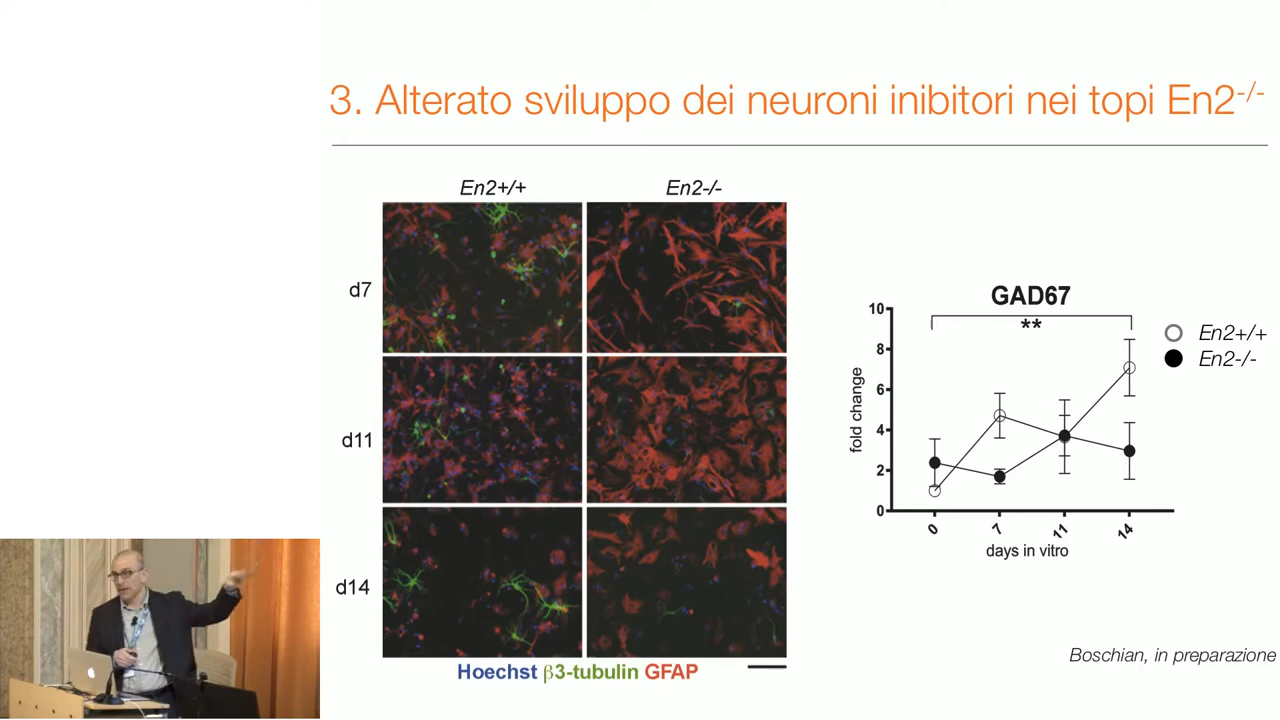 3. Alterato sviluppo dei neuroni inibitori nei topi En2-/-
En2+/+ En2-/-
d7
d11
d14
Hoechst β3-tubulin GFAP
GAD67
**
10
8
6
4
2
0
fold change
0 7 11 14
days in vitro
En2+/+
En2-/-
Boschian, in preparazione